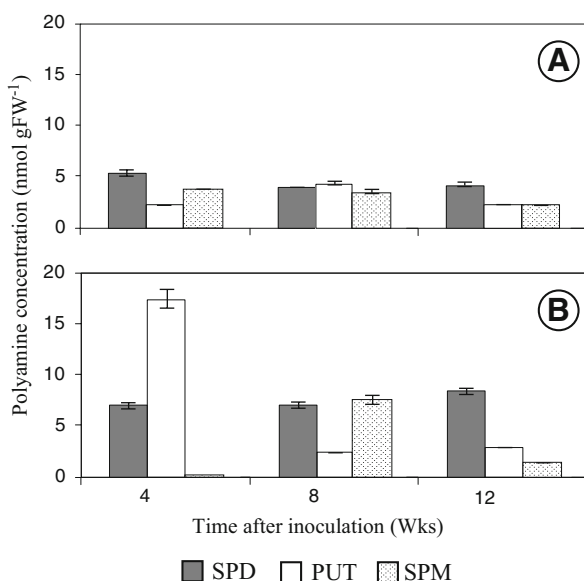 Polyamine concentration (nmol gFW⁻¹)
20
15
10
5
0
A
20
15
10
5
0
B
4 8 12
Time after inoculation (Wks)
SPD PUT SPM